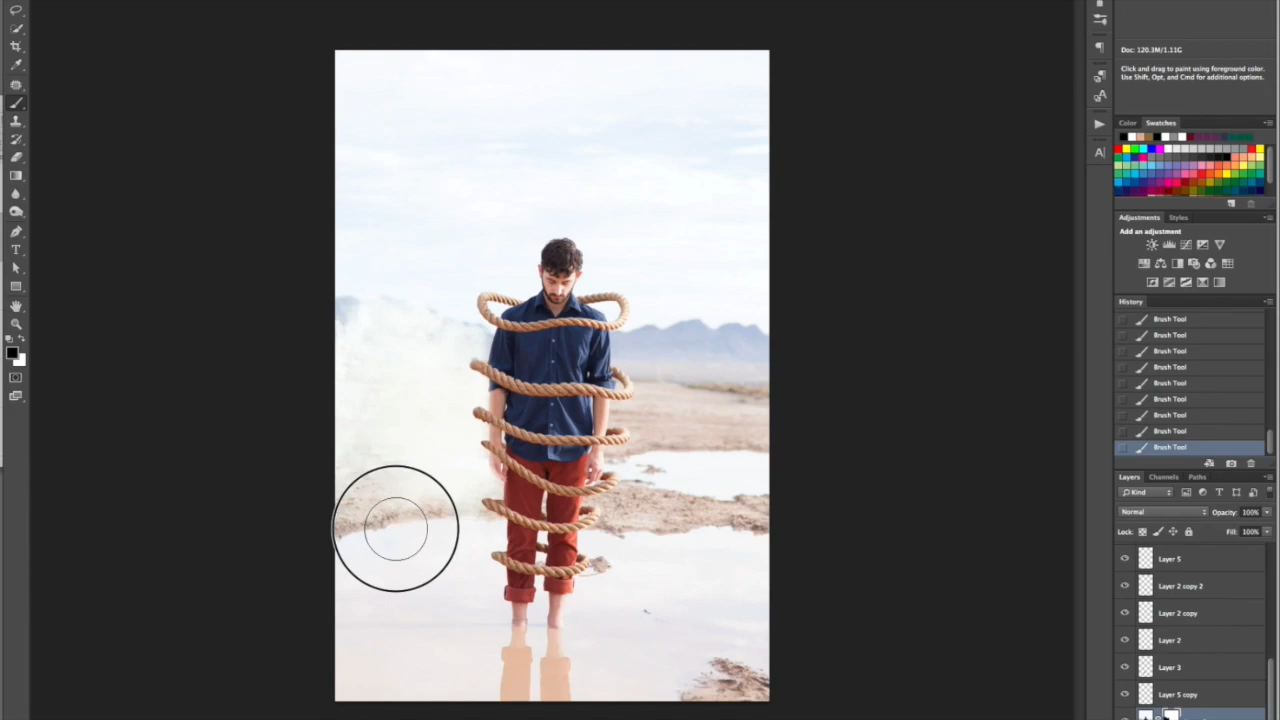 Doc: 120.3M/1.11G
Click and drag to paint using foreground color.
Use Shift, Opt, and Cmd for additional options.
Color Swatches
Adjustments Styles
Add an adjustment
History
Brush Tool
Brush Tool
Brush Tool
Brush Tool
Brush Tool
Brush Tool
Brush Tool
Brush Tool
Brush Tool
Layers Channels Paths
Kind
Normal Opacity: 100%
Lock: Fill: 100%
Layer 5
Layer 2 copy 2
Layer 2 copy
Layer 2
Layer 3
Layer 5 copy